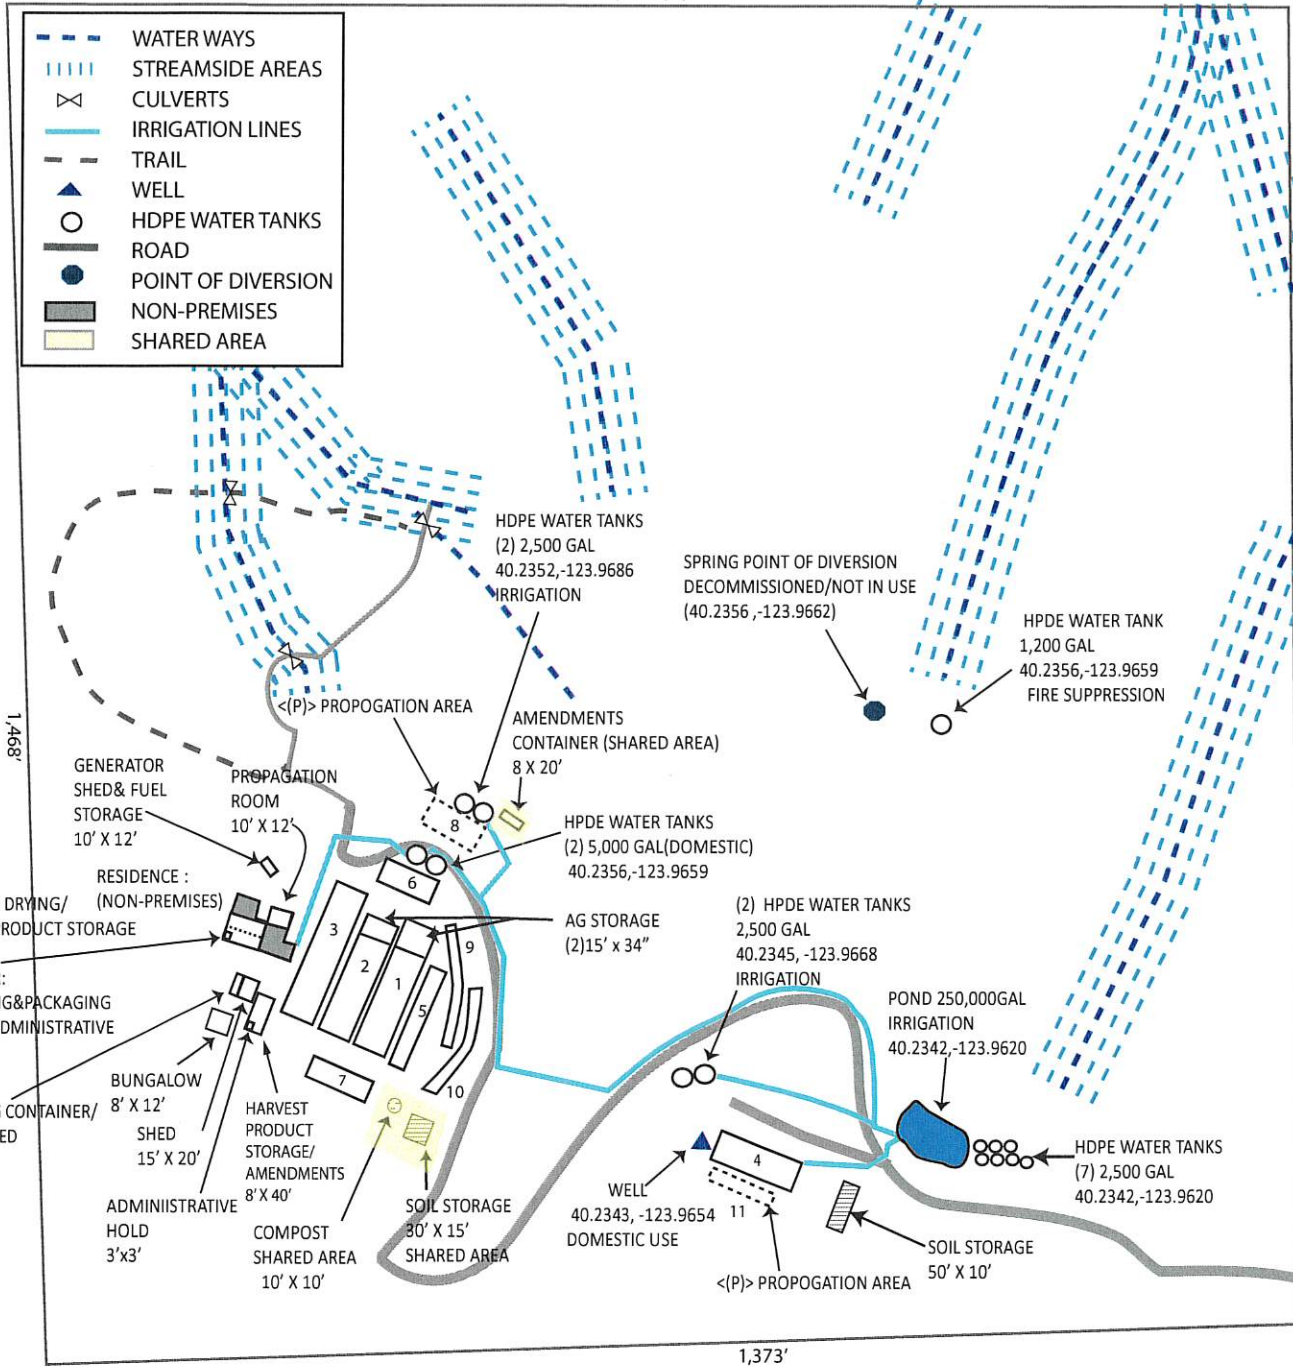 WATER WAYS
STREAMSIDE AREAS
CULVERTS
IRRIGATION LINES
TRAIL
WELL
HDPE WATER TANKS
ROAD
POINT OF DIVERSION
NON-PREMISES
SHARED AREA
HDPE WATER TANKS
(2) 2,500 GAL
40.2352,-123.9686
IRRIGATION
SPRING POINT OF DIVERSION
DECOMMISSIONED/NOT IN USE
(40.2356 ,-123.9662)
HPDE WATER TANK
1,200 GAL
40.2356,-123.9659
FIRE SUPPRESSION
<(P)> PROPOGATION AREA
AMENDMENTS
CONTAINER (SHARED AREA)
8 X 20'
1,468'
GENERATOR
SHED& FUEL
STORAGE
10' X 12'
PROPAGATION
ROOM
10' X 12'
8
HPDE WATER TANKS
(2) 5,000 GAL(DOMESTIC)
40.2356,-123.9659
RESIDENCE :
(NON-PREMISES)
6
DRYING/
RODUCT STORAGE
3
2
1
5
9
10
7
AG STORAGE
(2)15' x 34"
(2) HPDE WATER TANKS
2,500 GAL
40.2345, -123.9668
IRRIGATION
:
G&PACKAGING
DMINISTRATIVE
POND 250,000GAL
IRRIGATION
40.2342,-123.9620
BUNGALOW
8' X 12'
CONTAINER/
ED
SHED
15' X 20'
HARVEST
PRODUCT
STORAGE/
AMENDMENTS
8' X 40'
ADMINIISTRATIVE
HOLD
3'x3'
COMPOST
SHARED AREA
10' X 10'
SOIL STORAGE
30' X 15'
SHARED AREA
WELL
40.2343, -123.9654
DOMESTIC USE
4
11
<(P)> PROPOGATION AREA
SOIL STORAGE
50' X 10'
HDPE WATER TANKS
(7) 2,500 GAL
40.2342,-123.9620
1,373'